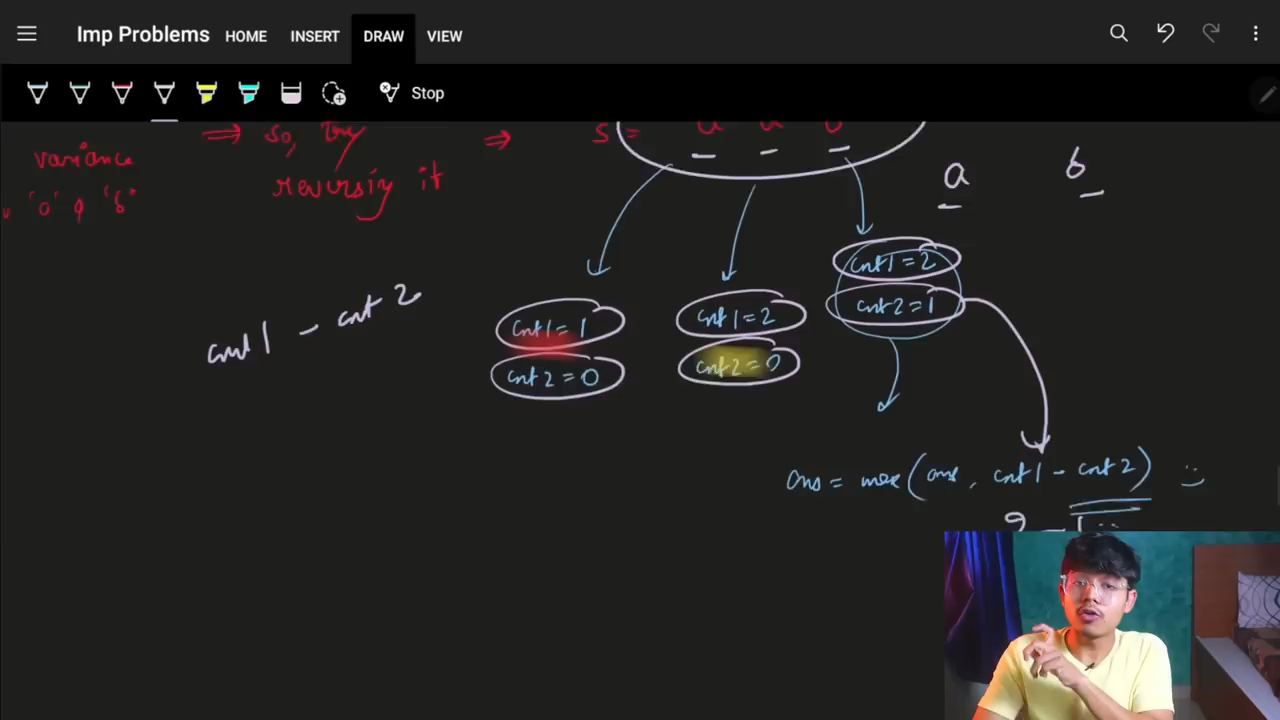 Imp Problems HOME INSERT DRAW VIEW
Stop
variance
'a' & 'b'
⇒ so, try
reversing it
⇒ s =
a b
cnt1 - cnt2
cnt1 = 1
cnt2 = 0
cnt1 = 2
cnt2 = 0
cnt1 = 2
cnt2 = 1
ans = max(ans, cnt1 - cnt2)